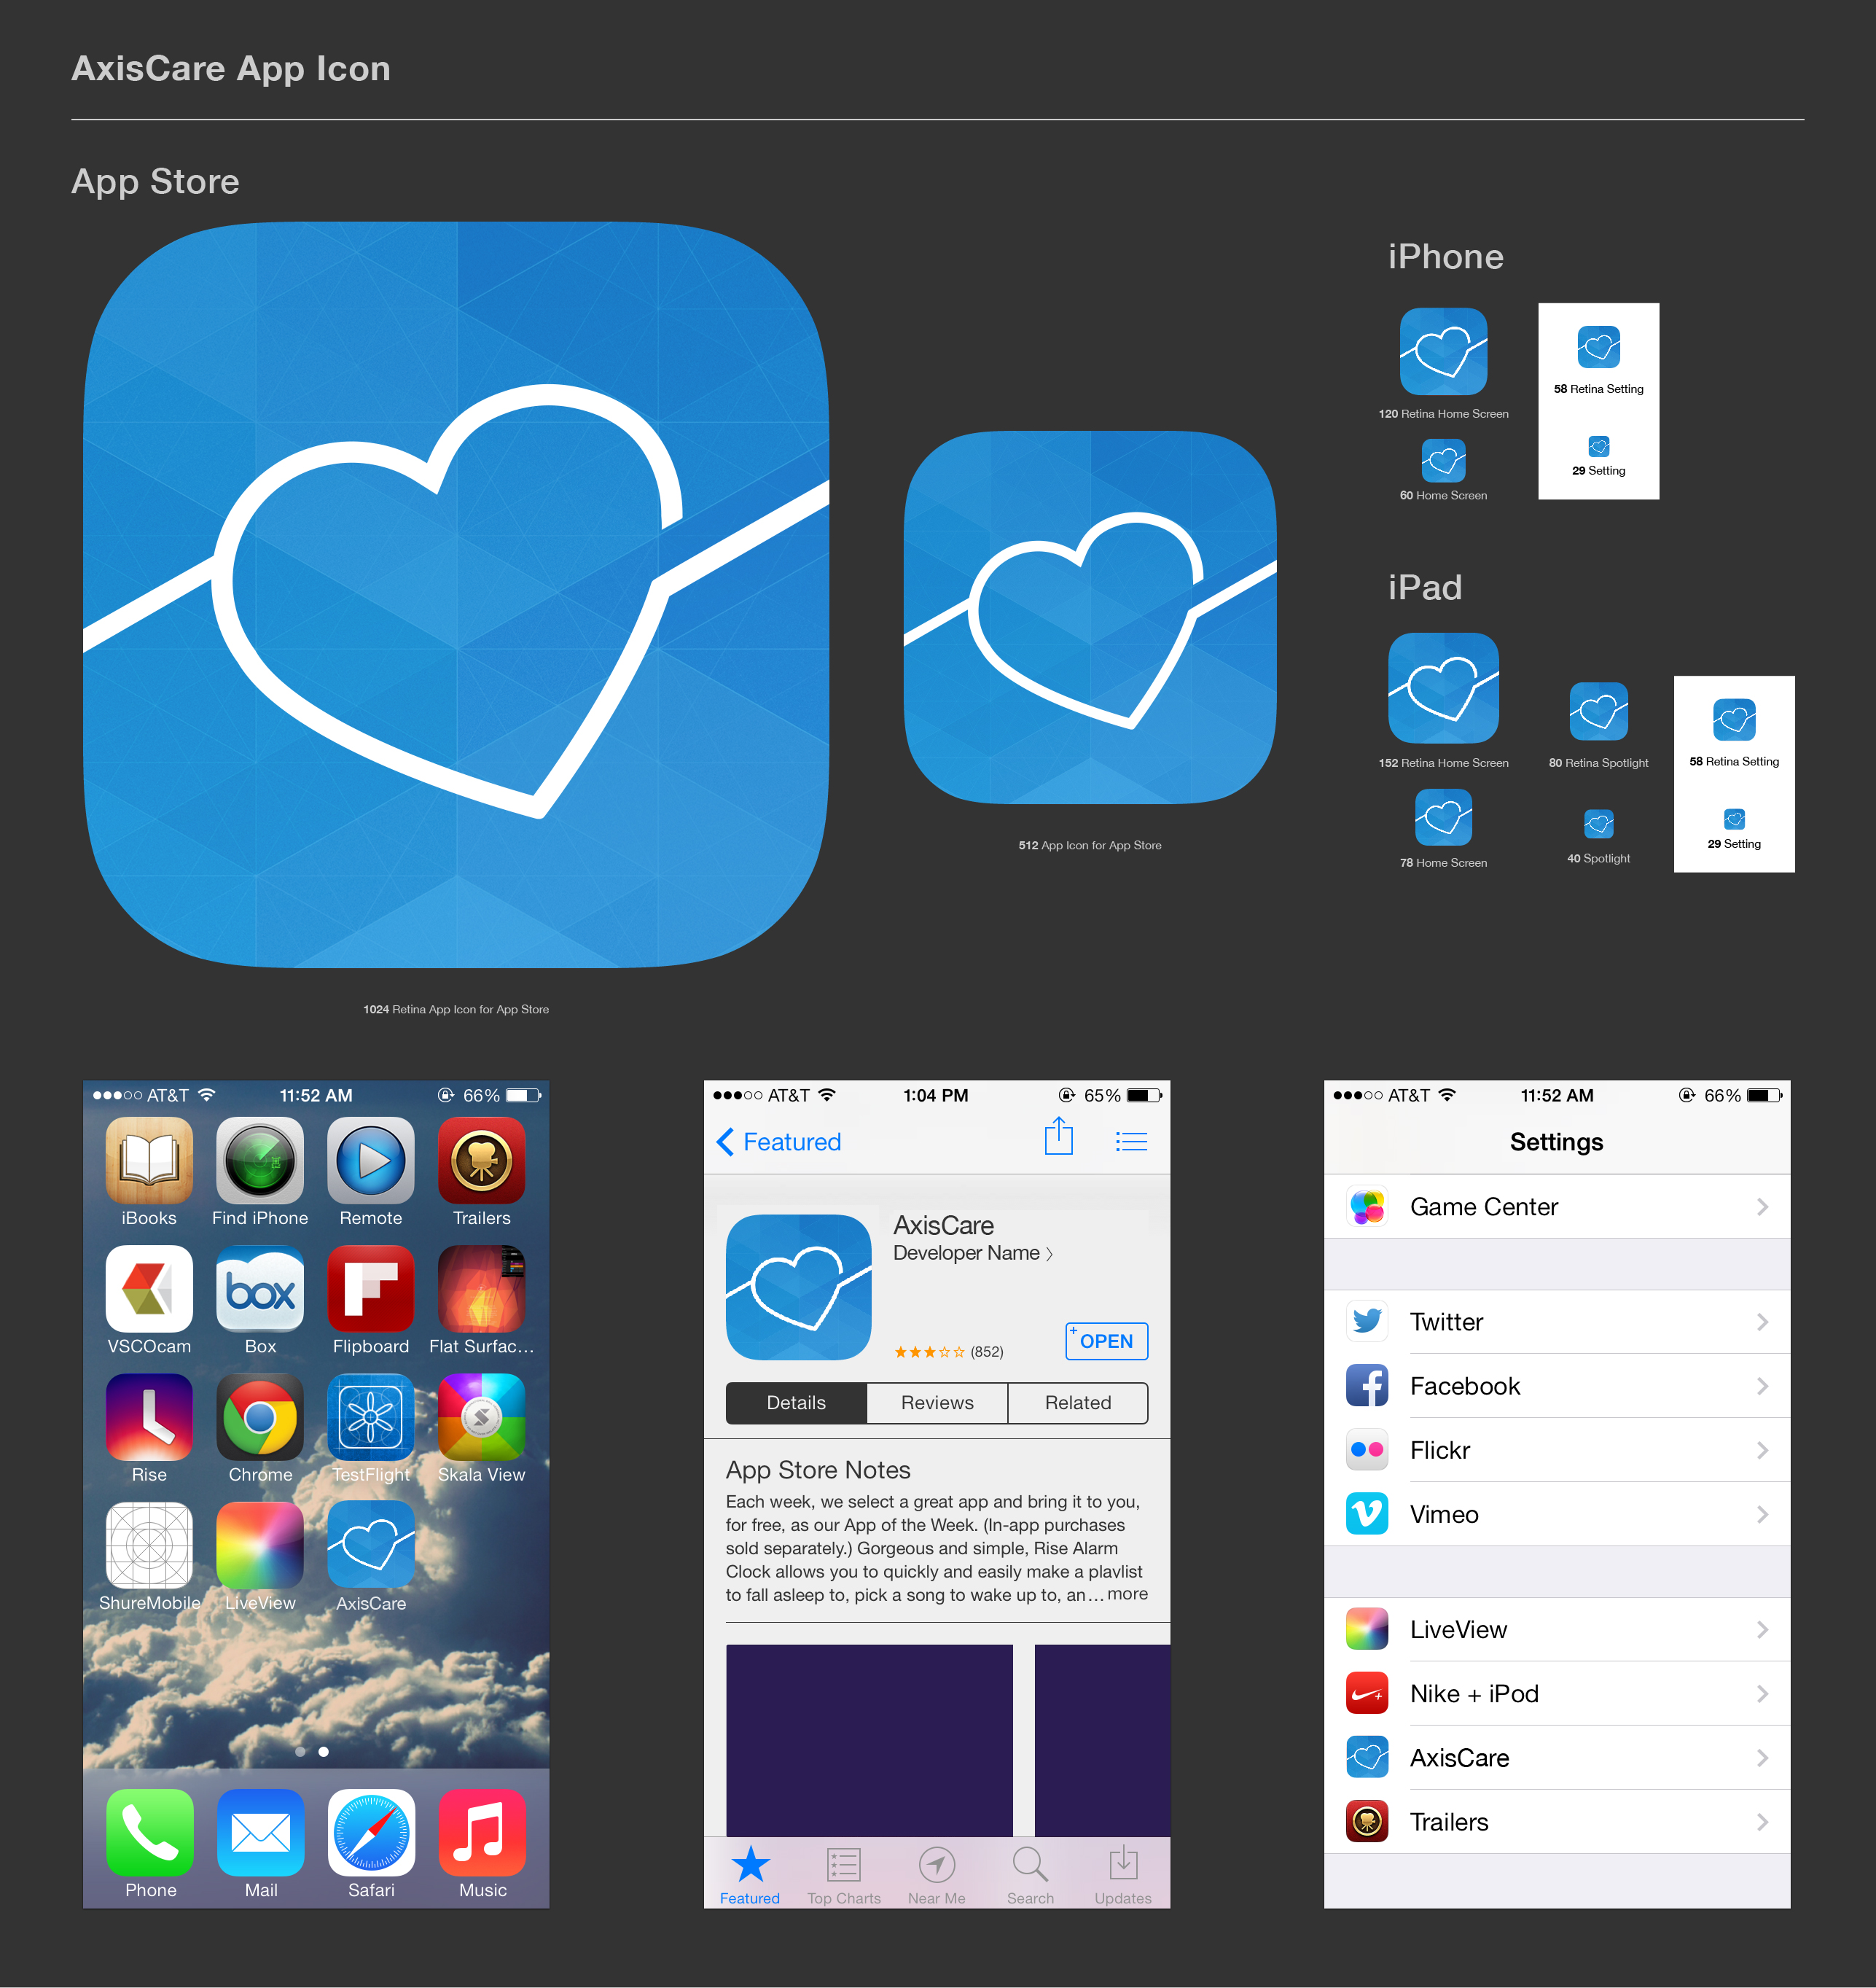 AxisCare App Icon
App Store
iPhone
120 Retina Home Screen
58 Retina Setting
60 Home Screen
29 Setting
iPad
152 Retina Home Screen
80 Retina Spotlight
58 Retina Setting
78 Home Screen
40 Spotlight
29 Setting
512 App Icon for App Store
1024 Retina App Icon for App Store
AT&T 11:52 AM 66%
iBooks Find iPhone Remote Trailers
box
VSCOcam Box Flipboard Flat Surfac...
Rise Chrome TestFlight Skala View
ShureMobile LiveView AxisCare
Phone Mail Safari Music
AT&T 1:04 PM 65%
Featured
AxisCare
Developer Name
(852)
+OPEN
Details Reviews Related
App Store Notes
Each week, we select a great app and bring it to you,
for free, as our App of the Week. (In-app purchases
sold separately.) Gorgeous and simple, Rise Alarm
Clock allows you to quickly and easily make a playlist
to fall asleep to, pick a song to wake up to, an... more
Featured Top Charts Near Me Search Updates
AT&T 11:52 AM 66%
Settings
Game Center
Twitter
Facebook
Flickr
Vimeo
LiveView
Nike + iPod
AxisCare
Trailers